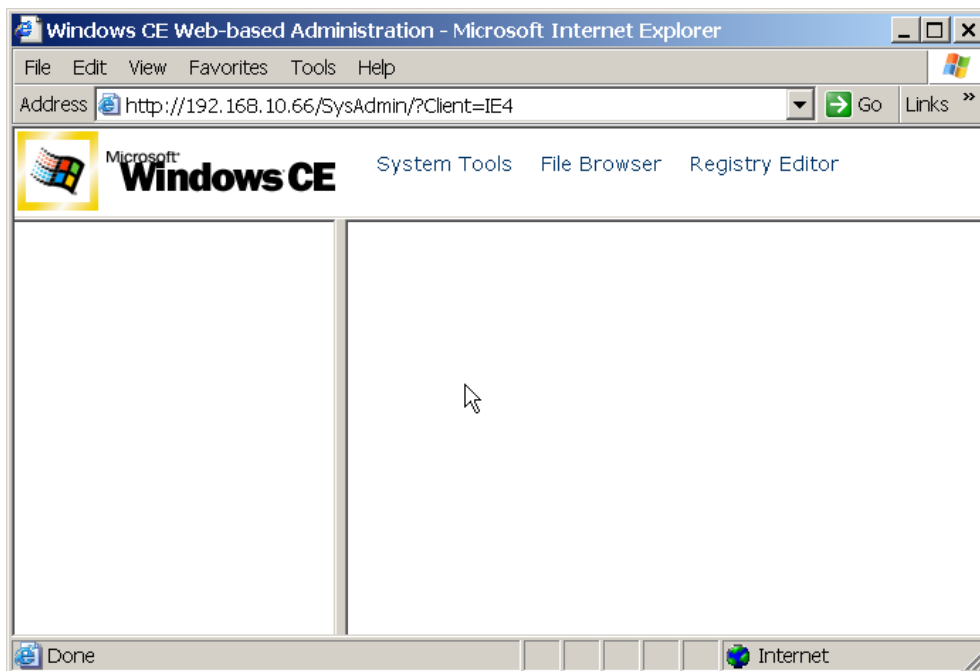 Windows CE Web-based Administration - Microsoft Internet Explorer
File Edit View Favorites Tools Help
Address http://192.168.10.66/SysAdmin/?Client=IE4 Go Links »
Microsoft
Windows CE System Tools File Browser Registry Editor
Done Internet